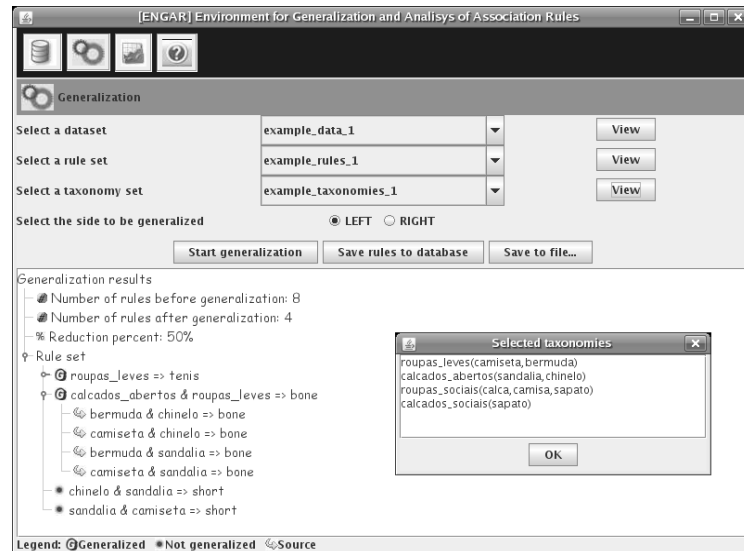 [ENGAR] Environment for Generalization and Analisys of Association Rules
Generalization
Select a dataset example_data_1 View
Select a rule set example_rules_1 View
Select a taxonomy set example_taxonomies_1 View
Select the side to be generalized LEFT RIGHT
Start generalization Save rules to database Save to file...
Generalization results
Number of rules before generalization: 8
Number of rules after generalization: 4
% Reduction percent: 50%
Rule set
G roupas_leves => tenis
G calcados_abertos & roupas_leves => bone
bermuda & chinelo => bone
camiseta & chinelo => bone
bermuda & sandalia => bone
camiseta & sandalia => bone
chinelo & sandalia => short
sandalia & camiseta => short
Selected taxonomies
roupas_leves(camiseta,bermuda)
calcados_abertos(sandalia,chinelo)
roupas_sociais(calca,camisa,sapato)
calcados_sociais(sapato)
OK
Legend: G Generalized Not generalized Source